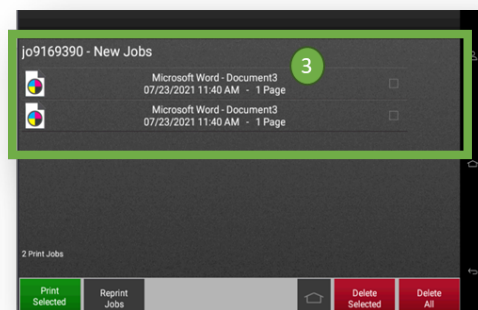 jo9169390 - New Jobs
3
Microsoft Word - Document3
07/23/2021 11:40 AM - 1 Page
Microsoft Word - Document3
07/23/2021 11:40 AM - 1 Page
2 Print Jobs
Print
Selected
Reprint
Jobs
Delete
Selected
Delete
All